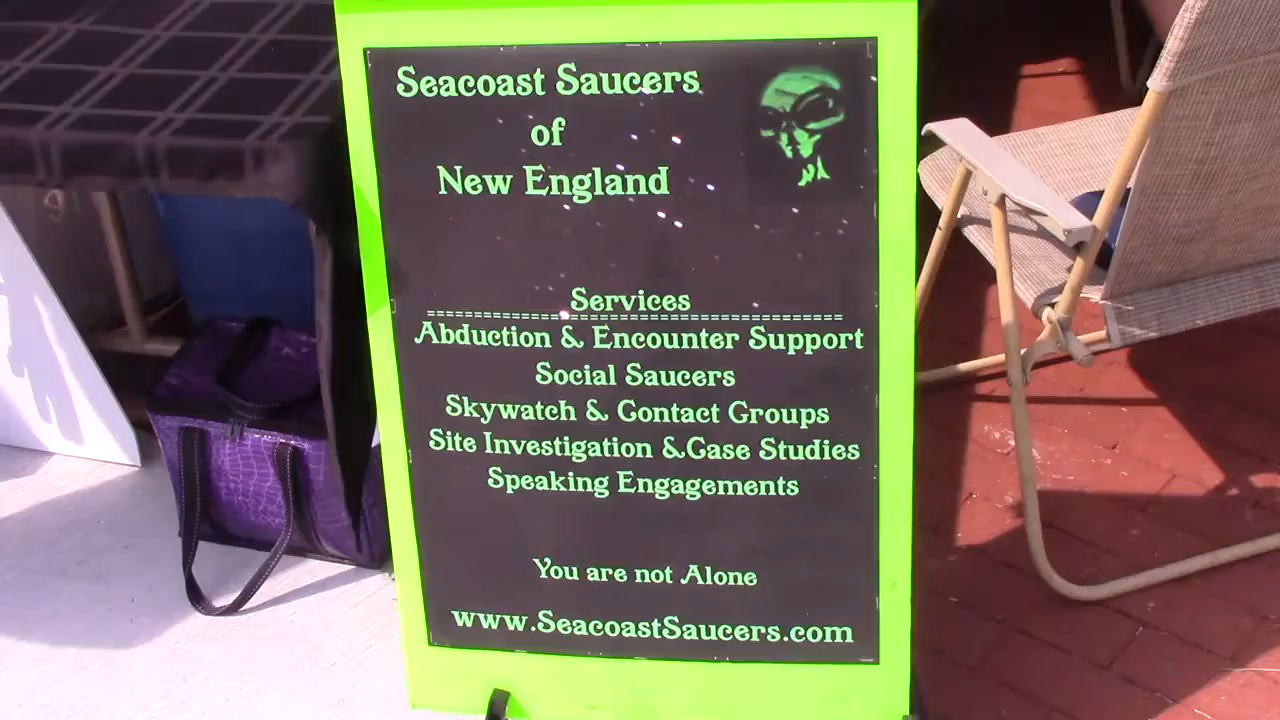 Seacoast Saucers
of
New England
Services
============================================
Abduction & Encounter Support
Social Saucers
Skywatch & Contact Groups
Site Investigation &Case Studies
Speaking Engagements
You are not Alone
www.SeacoastSaucers.com